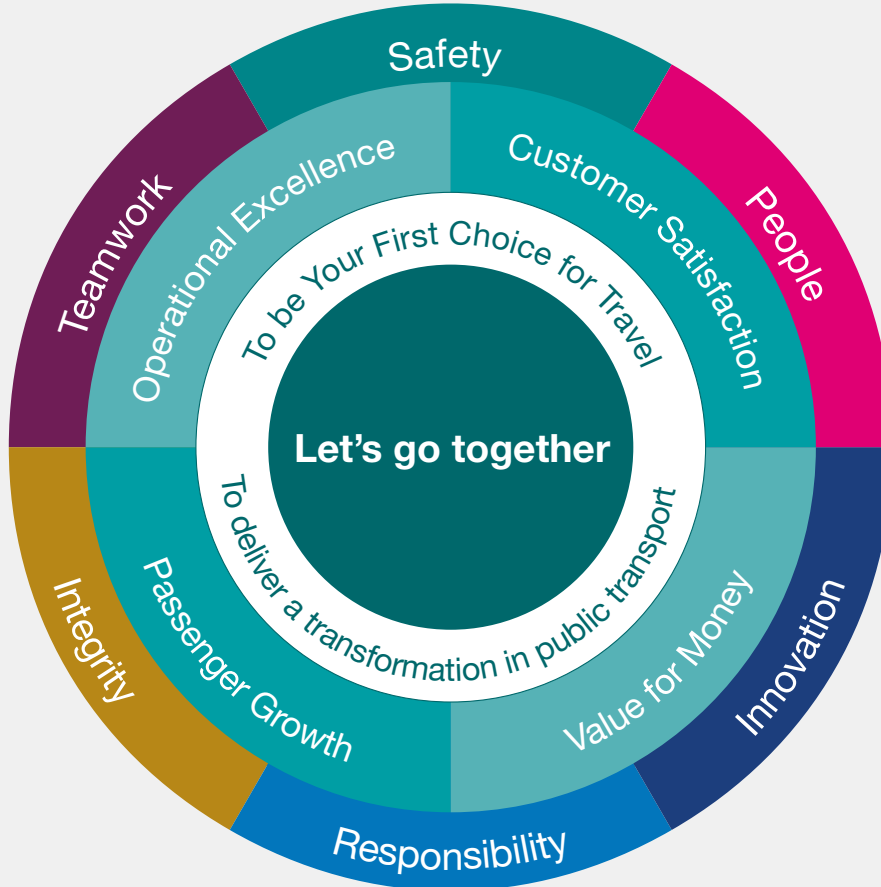 Safety
People
Innovation
Responsibility
Integrity
Teamwork
Operational Excellence
Customer Satisfaction
Value for Money
Passenger Growth
To be Your First Choice for Travel
To deliver a transformation in public transport
Let’s go together